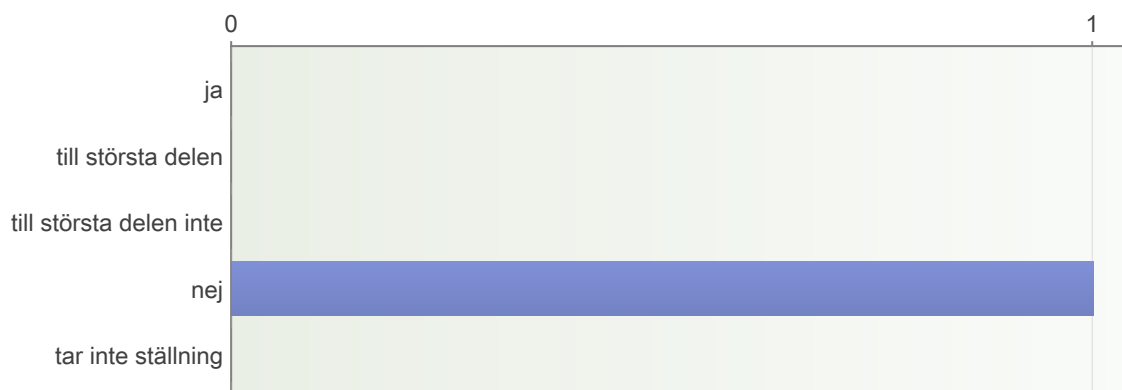 0 1
ja
till största delen
till största delen inte
nej
tar inte ställning